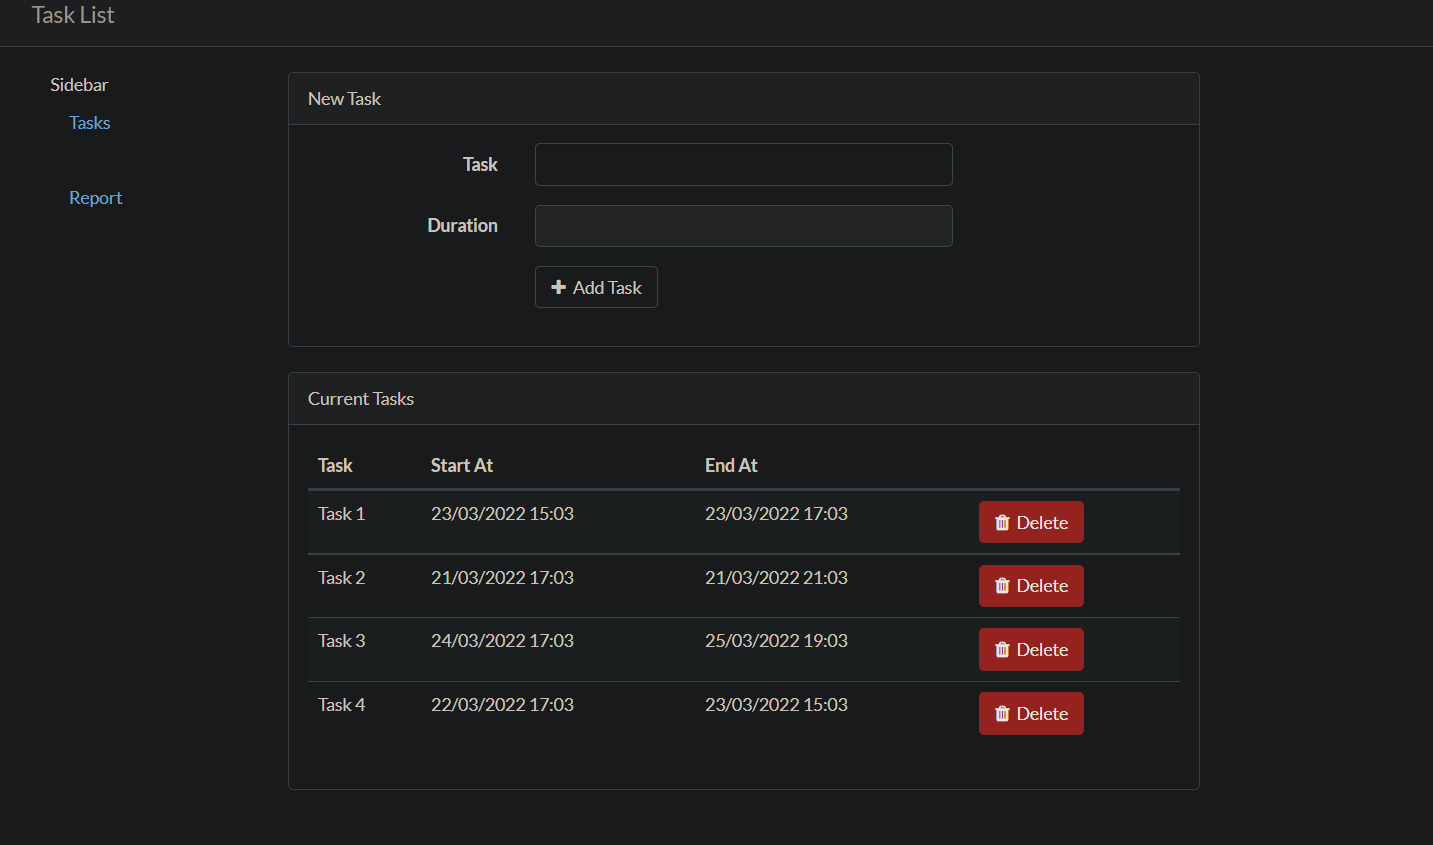 Task List
Sidebar
Tasks
Report
New Task
Task
Duration
Add Task
Current Tasks
Task Start At End At
Task 1 23/03/2022 15:03 23/03/2022 17:03 Delete
Task 2 21/03/2022 17:03 21/03/2022 21:03 Delete
Task 3 24/03/2022 17:03 25/03/2022 19:03 Delete
Task 4 22/03/2022 17:03 23/03/2022 15:03 Delete